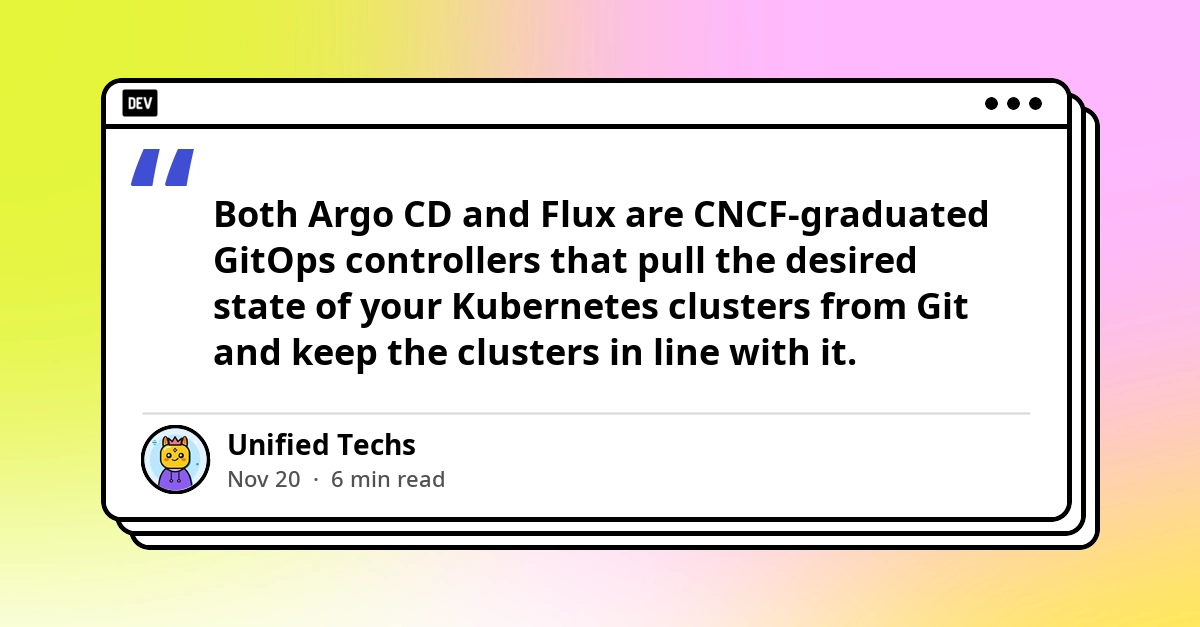 DEV
Both Argo CD and Flux are CNCF-graduated
GitOps controllers that pull the desired
state of your Kubernetes clusters from Git
and keep the clusters in line with it.
Unified Techs
Nov 20 · 6 min read